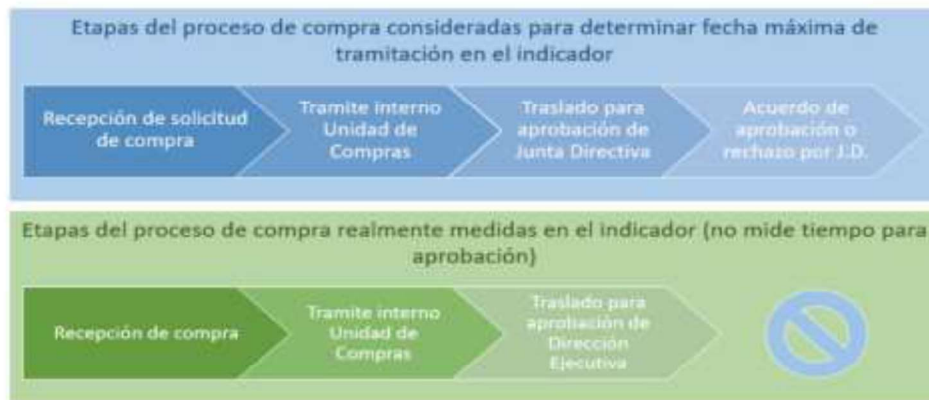 Etapas del proceso de compra consideradas para determinar fecha máxima de
tramitación en el indicador
Recepción de solicitud
de compra
Tramite interno
Unidad de
Compras
Traslado para
aprobación de
Junta Directiva
Acuerdo de
aprobación o
rechazo por J.D.
Etapas del proceso de compra realmente medidas en el indicador (no mide tiempo para
aprobación)
Recepción de compra
Tramite interno
Unidad de
Compras
Traslado para
aprobación de
Dirección
Ejecutiva